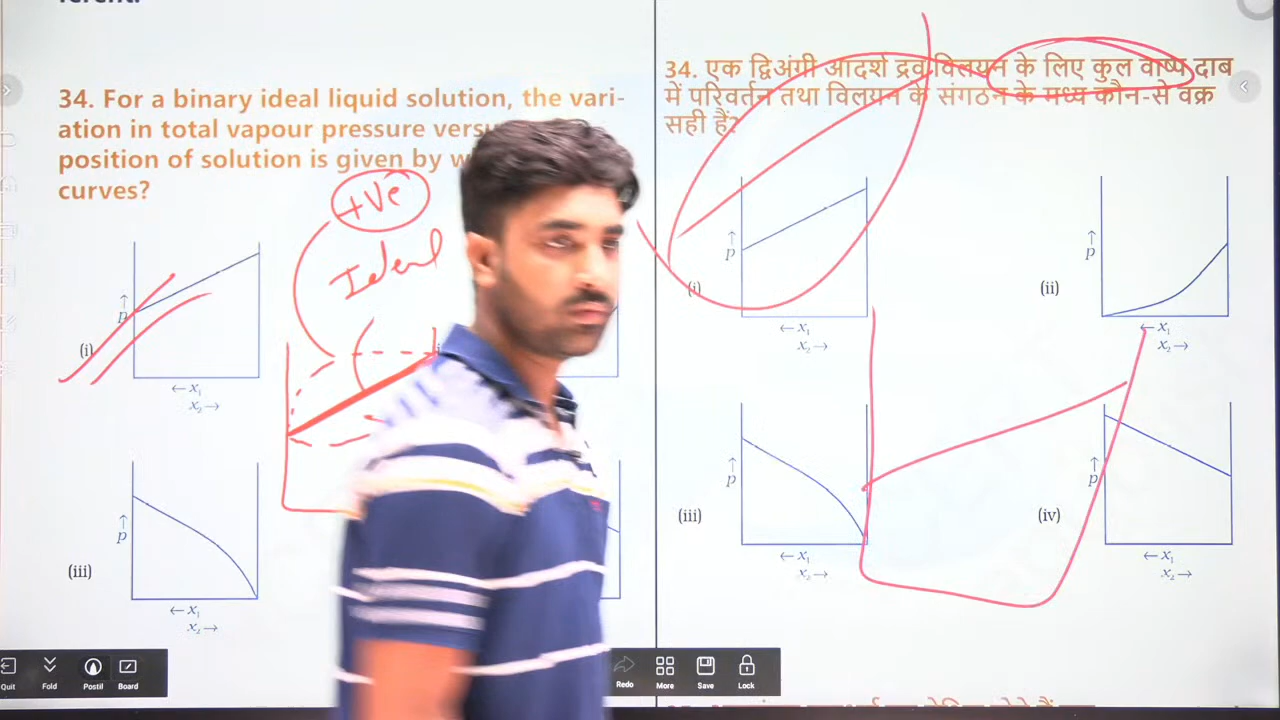 34. For a binary ideal liquid solution, the vari-
ation in total vapour pressure
position of solution is given by
curves?
+ve
Ideal
p
(i)
← x₁
x₂ →
p
(iii)
← x₁
x₂ →
34. एक द्विअंगी आदर्श द्रव विलयन के लिए कुल वाष्प दाब
में परिवर्तन तथा विलयन के संगठन के मध्य कौन-से वक्र
सही हैं?
p
(i)
← x₁
x₂ →
p
(ii)
← x₁
x₂ →
p
(iii)
← x₁
x₂ →
p
(iv)
← x₁
x₂ →
Quit Fold Postil Board Redo More Save Lock